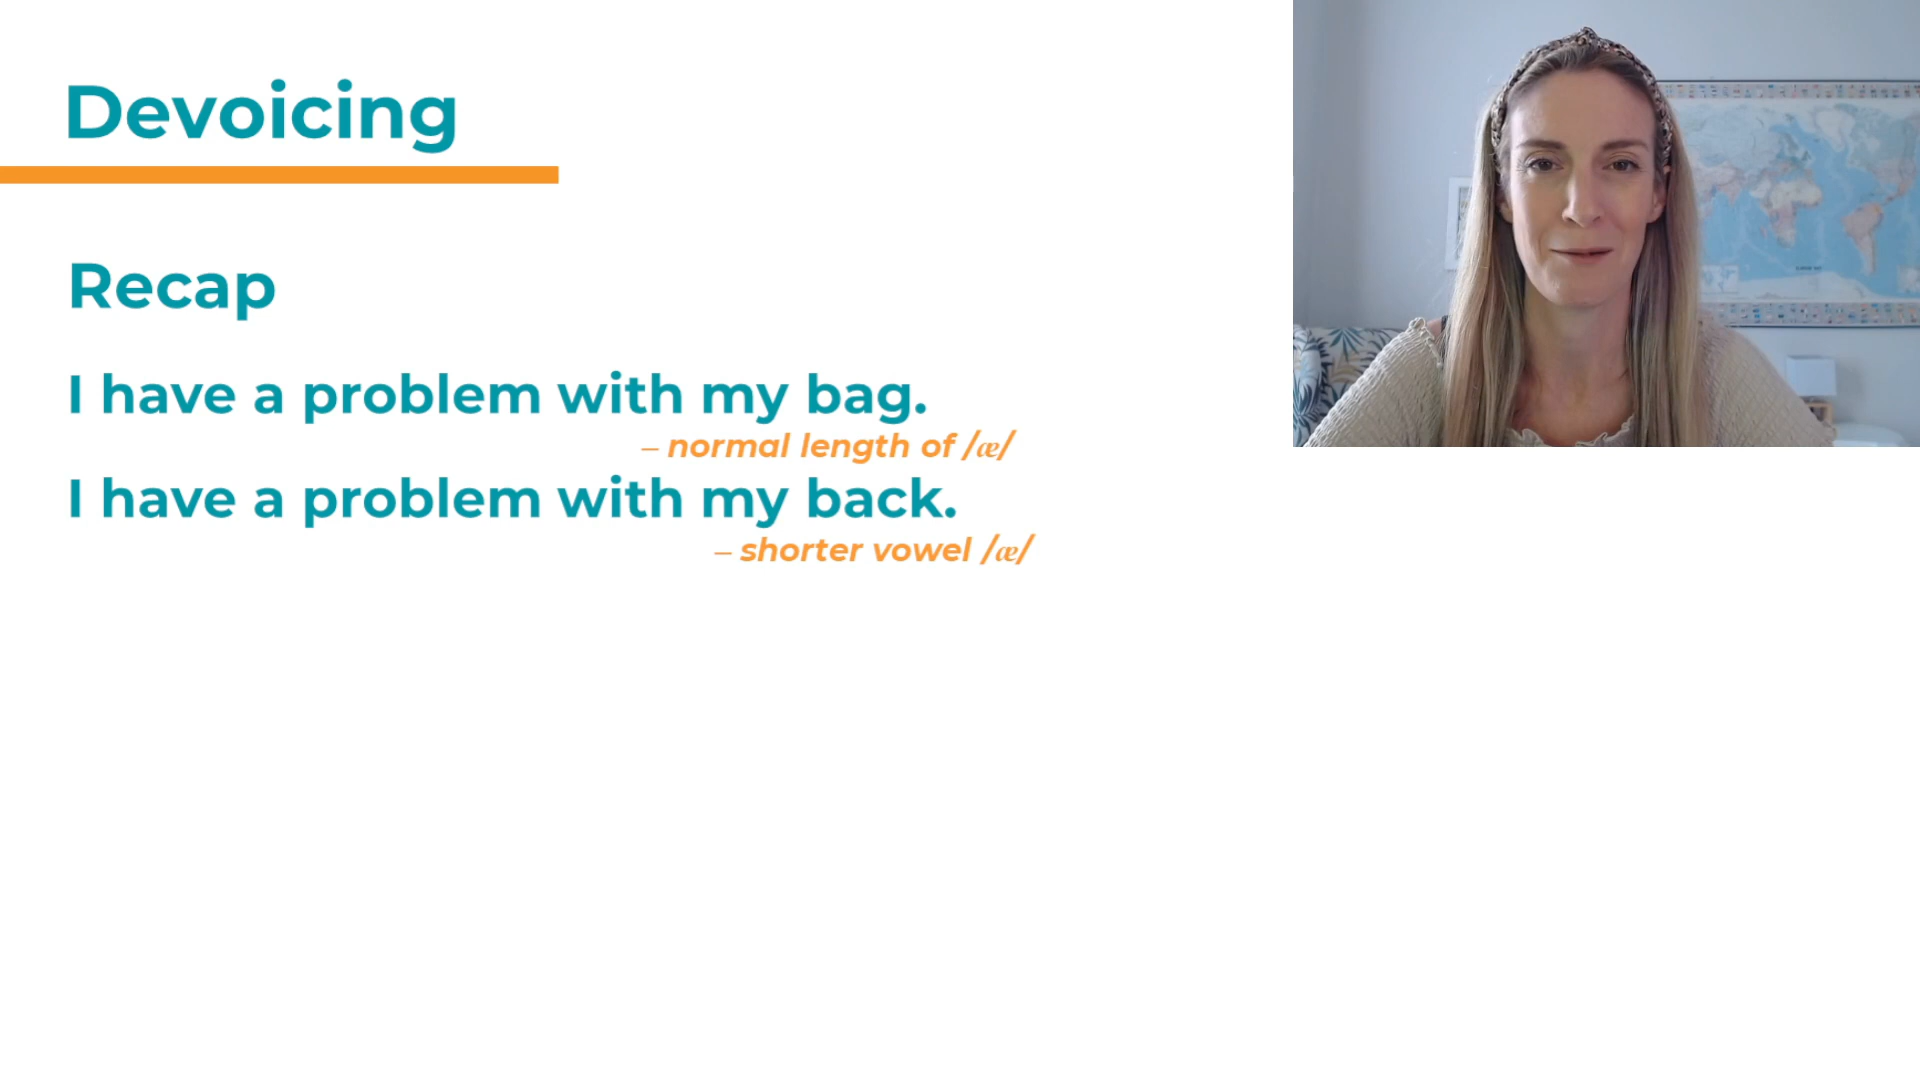 Devoicing
Recap
I have a problem with my bag.
– normal length of /æ/
I have a problem with my back.
– shorter vowel /æ/